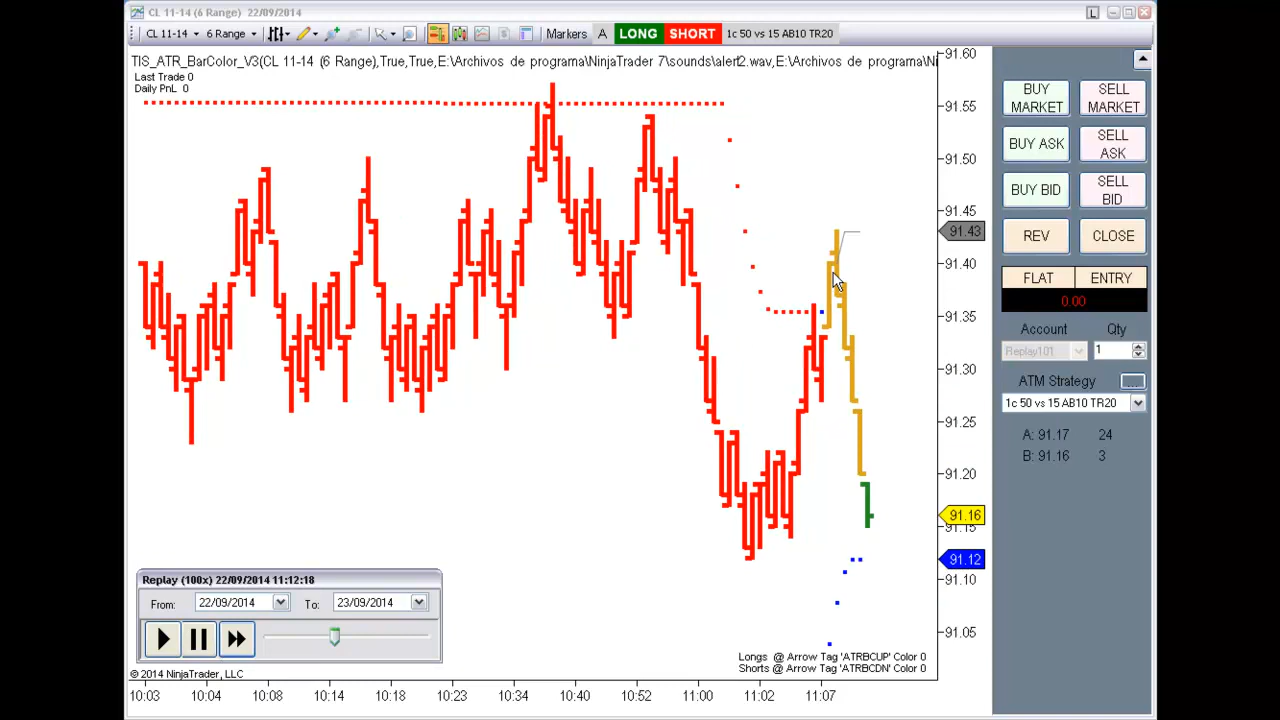 CL 11-14 (6 Range) 22/09/2014
CL 11-14 6 Range Markers A LONG SHORT 1c 50 vs 15 AB10 TR20
TIS_ATR_BarColor_V3(CL 11-14 (6 Range),True,True,E:\Archivos de programa\NinjaTrader 7\sounds\alert2.wav,E:\Archivos de programa\Ni
Last Trade 0
Daily PnL 0
91.60
91.55
91.50
91.45
91.43
91.40
91.35
91.30
91.25
91.20
91.16
91.15
91.12
91.10
91.05
BUY MARKET
SELL MARKET
BUY ASK
SELL ASK
BUY BID
SELL BID
REV
CLOSE
FLAT
ENTRY
0.00
Account Qty
Replay101 1
ATM Strategy
1c 50 vs 15 AB10 TR20
A: 91.17 24
B: 91.16 3
Replay (100x) 22/09/2014 11:12:18
From: 22/09/2014 To: 23/09/2014
Longs @ Arrow Tag 'ATRBCUP' Color 0
Shorts @ Arrow Tag 'ATRBCDN' Color 0
© 2014 NinjaTrader, LLC
10:03 10:04 10:08 10:14 10:18 10:23 10:34 10:40 10:52 11:00 11:02 11:07